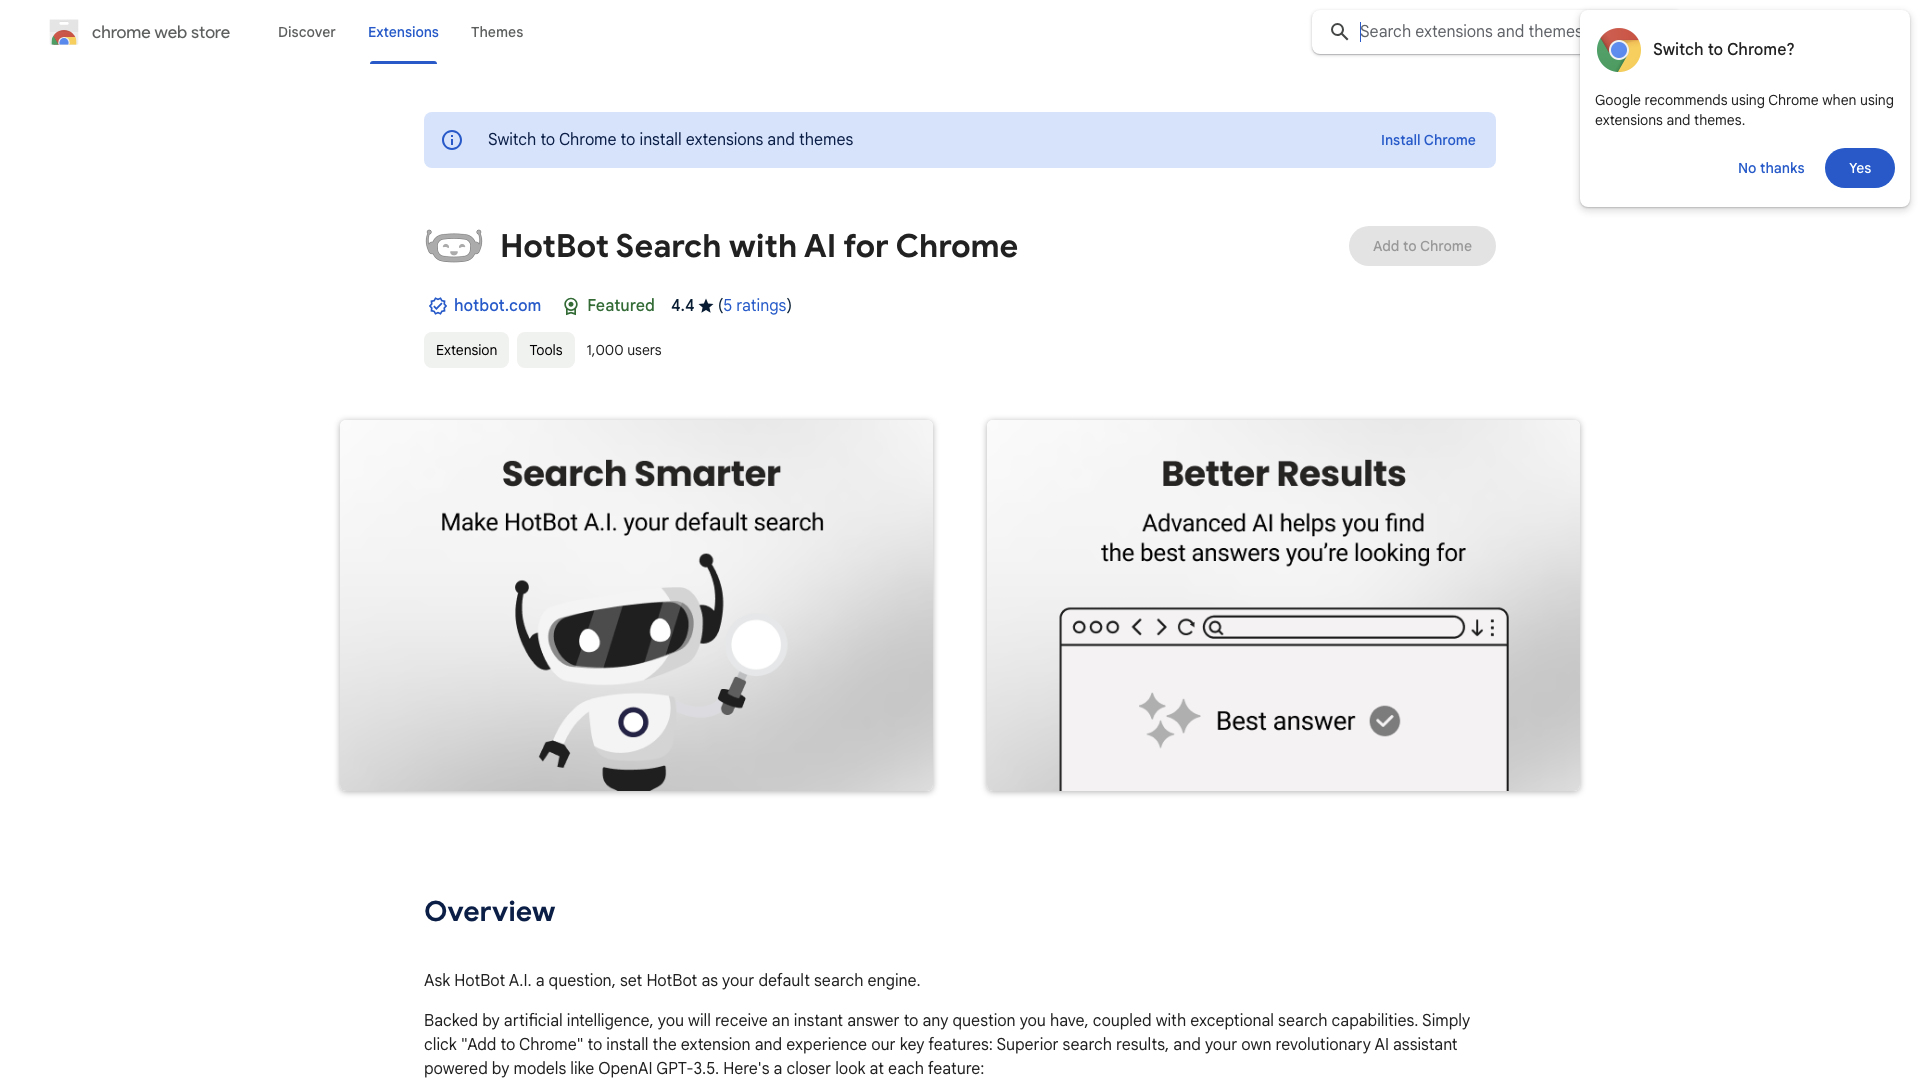 chrome web store
Discover
Extensions
Themes
Search extensions and themes
Switch to Chrome?
Google recommends using Chrome when using
extensions and themes.
No thanks
Yes
Switch to Chrome to install extensions and themes
Install Chrome
HotBot Search with AI for Chrome
Add to Chrome
hotbot.com
Featured
4.4 ★ (5 ratings)
Extension
Tools
1,000 users
Search Smarter
Make HotBot A.I. your default search
Better Results
Advanced AI helps you find
the best answers you're looking for
Best answer
Overview
Ask HotBot A.I. a question, set HotBot as your default search engine.
Backed by artificial intelligence, you will receive an instant answer to any question you have, coupled with exceptional search capabilities. Simply
click "Add to Chrome" to install the extension and experience our key features: Superior search results, and your own revolutionary AI assistant
powered by models like OpenAI GPT-3.5. Here's a closer look at each feature: